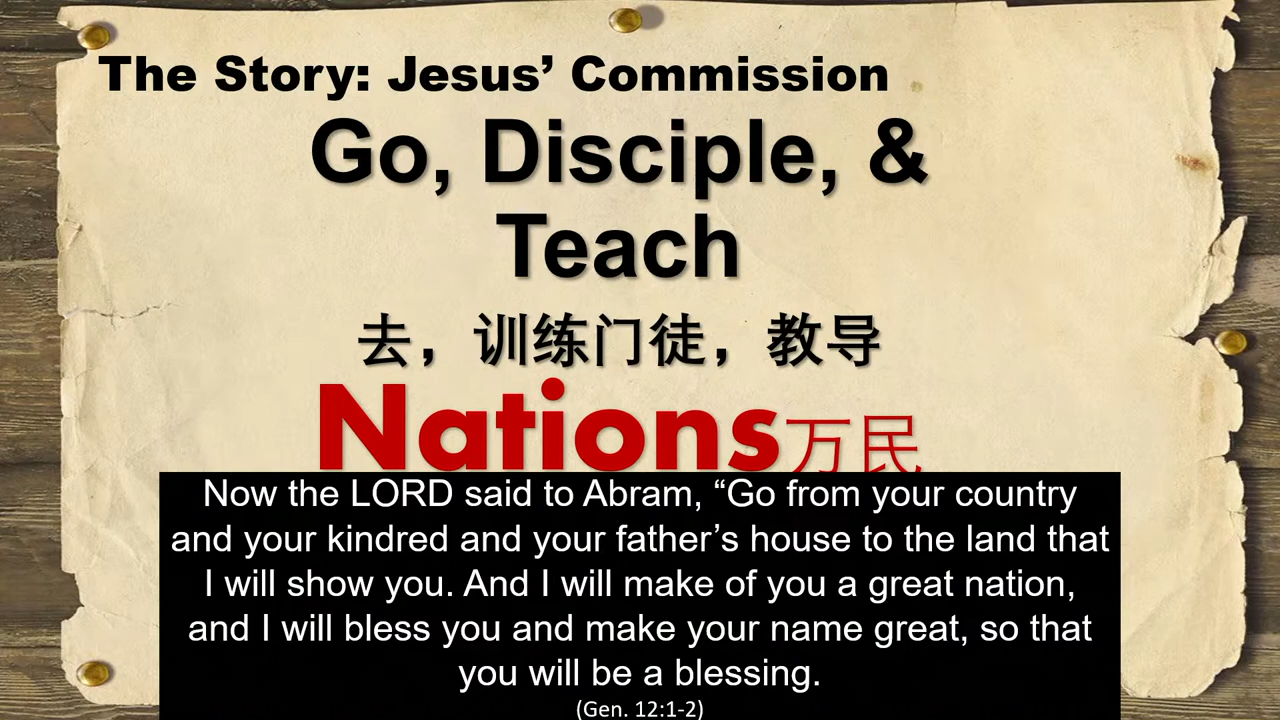 The Story: Jesus’ Commission
Go, Disciple, &
Teach
去，训练门徒，教导
Nations万民
Now the LORD said to Abram, “Go from your country
and your kindred and your father’s house to the land that
I will show you. And I will make of you a great nation,
and I will bless you and make your name great, so that
you will be a blessing.
(Gen. 12:1-2)